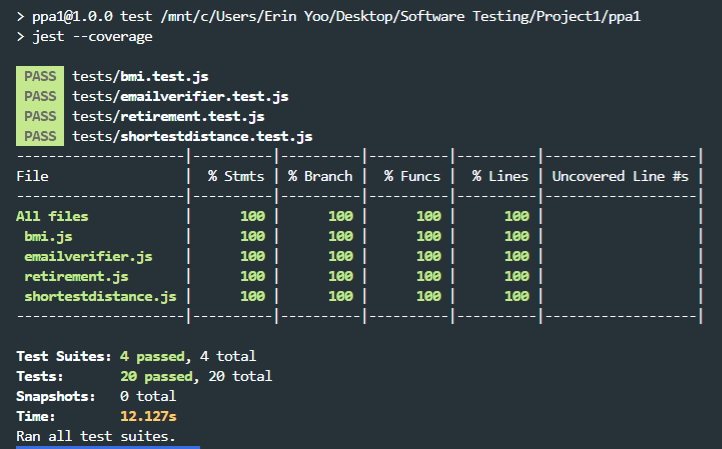 > ppa1@1.0.0 test /mnt/c/Users/Erin Yoo/Desktop/Software Testing/Project1/ppa1
> jest --coverage
PASS tests/bmi.test.js
PASS tests/emailverifier.test.js
PASS tests/retirement.test.js
PASS tests/shortestdistance.test.js
---------------------|---------|----------|---------|---------|-------------------|
File                 | % Stmts | % Branch | % Funcs | % Lines | Uncovered Line #s |
---------------------|---------|----------|---------|---------|-------------------|
All files            |     100 |      100 |     100 |     100 |                   |
 bmi.js              |     100 |      100 |     100 |     100 |                   |
 emailverifier.js    |     100 |      100 |     100 |     100 |                   |
 retirement.js       |     100 |      100 |     100 |     100 |                   |
 shortestdistance.js |     100 |      100 |     100 |     100 |                   |
---------------------|---------|----------|---------|---------|-------------------|
Test Suites: 4 passed, 4 total
Tests:       20 passed, 20 total
Snapshots:   0 total
Time:        12.127s
Ran all test suites.